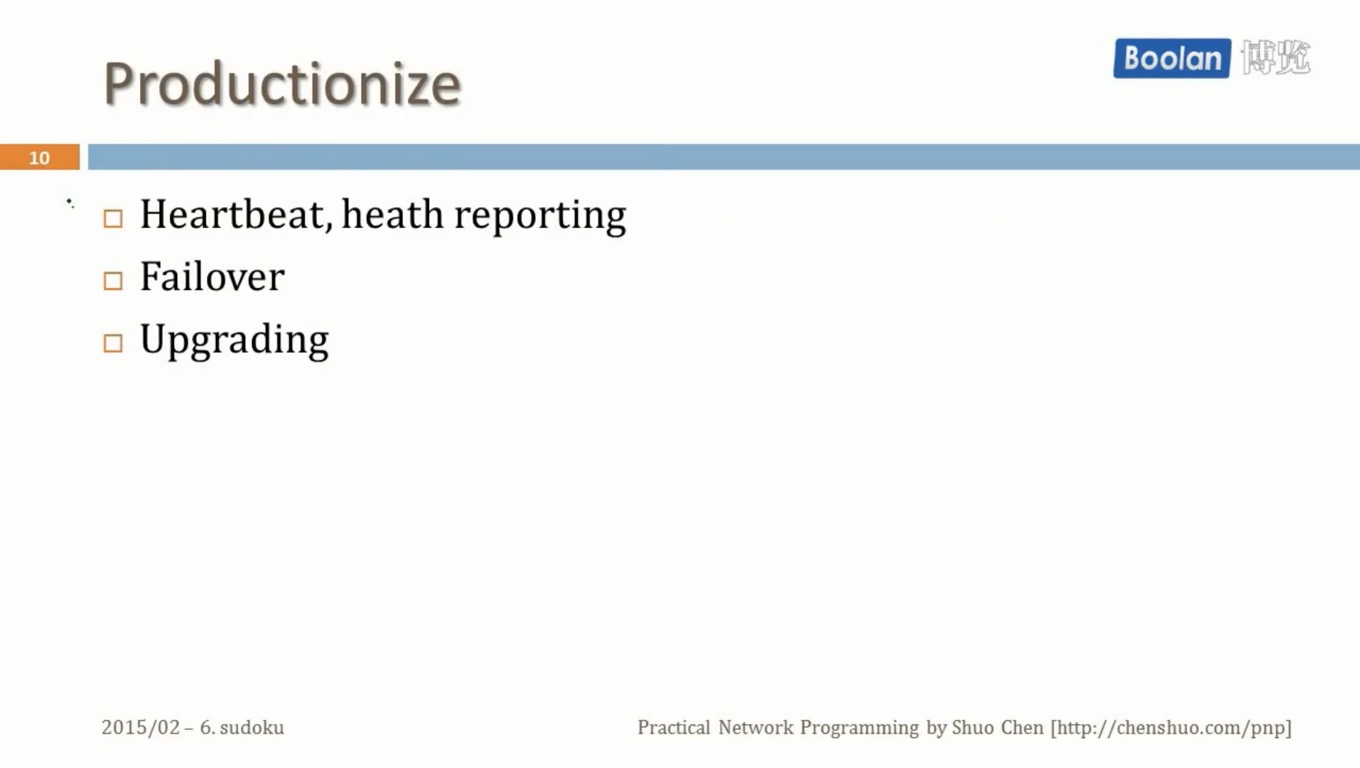 Productionize
Boolan 博览
10
Heartbeat, heath reporting
Failover
Upgrading
2015/02 – 6. sudoku
Practical Network Programming by Shuo Chen [http://chenshuo.com/pnp]